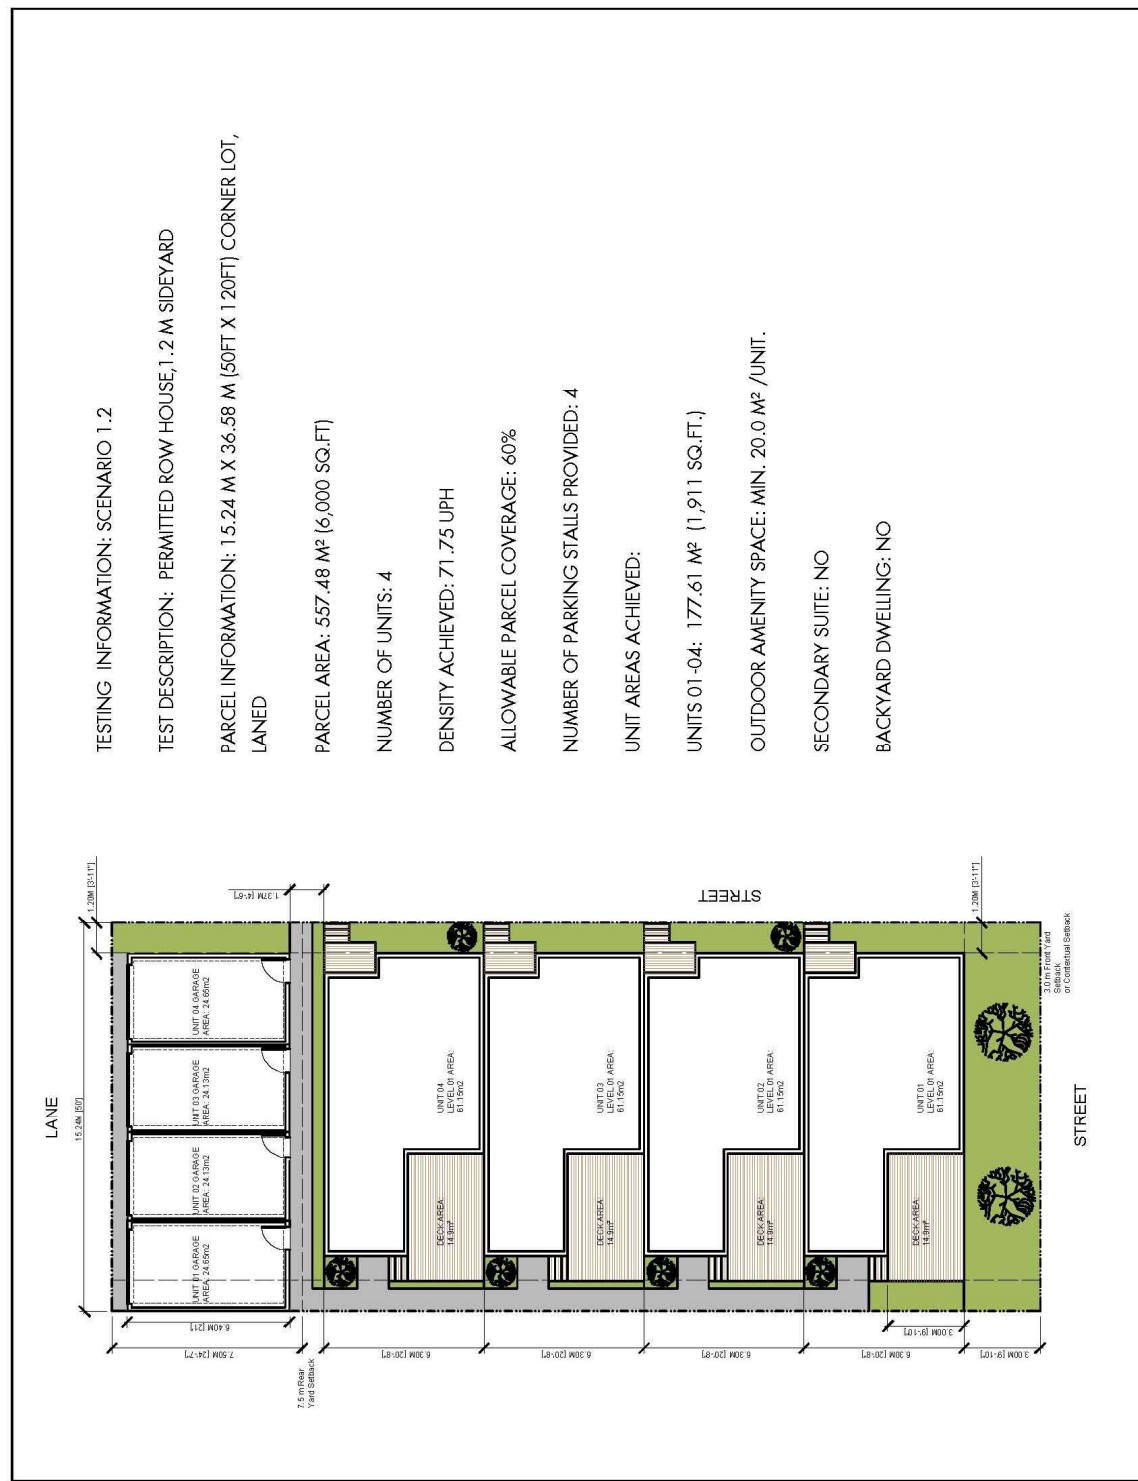 TESTING INFORMATION: SCENARIO 1.2
TEST DESCRIPTION: PERMITTED ROW HOUSE,1.2 M SIDEYARD
PARCEL INFORMATION: 15.24 M X 36.58 M (50FT X 120FT) CORNER LOT,
LANED
PARCEL AREA: 557.48 M² (6,000 SQ.FT)
NUMBER OF UNITS: 4
DENSITY ACHIEVED: 71.75 UPH
ALLOWABLE PARCEL COVERAGE: 60%
NUMBER OF PARKING STALLS PROVIDED: 4
UNIT AREAS ACHIEVED:
UNITS 01-04: 177.61 M² (1,911 SQ.FT.)
OUTDOOR AMENITY SPACE: MIN. 20.0 M² /UNIT.
SECONDARY SUITE: NO
BACKYARD DWELLING: NO
LANE
15.24M [50']
1.20M [3'-11"]
1.37M [4'-6"]
6.40M [21']
7.50M [24'-7"]
7.5 m Rear
Yard Setback
UNIT 01 GARAGE
AREA: 24.65m2
UNIT 02 GARAGE
AREA: 24.13m2
UNIT 03 GARAGE
AREA: 24.13m2
UNIT 04 GARAGE
AREA: 24.65m2
STREET
UNIT 04
LEVEL 01 AREA:
61.15m2
DECK AREA:
14.9m²
6.30M [20'-8"]
UNIT 03
LEVEL 01 AREA:
61.15m2
DECK AREA:
14.9m²
6.30M [20'-8"]
UNIT 02
LEVEL 01 AREA:
61.15m2
DECK AREA:
14.9m²
6.30M [20'-8"]
UNIT 01
LEVEL 01 AREA:
61.15m2
DECK AREA:
14.9m²
6.30M [20'-8"]
3.00M [9'-10"]
3.00M [9'-10"]
1.20M [3'-11"]
3.0 m Front Yard
Setback
or Contextual Setback
STREET